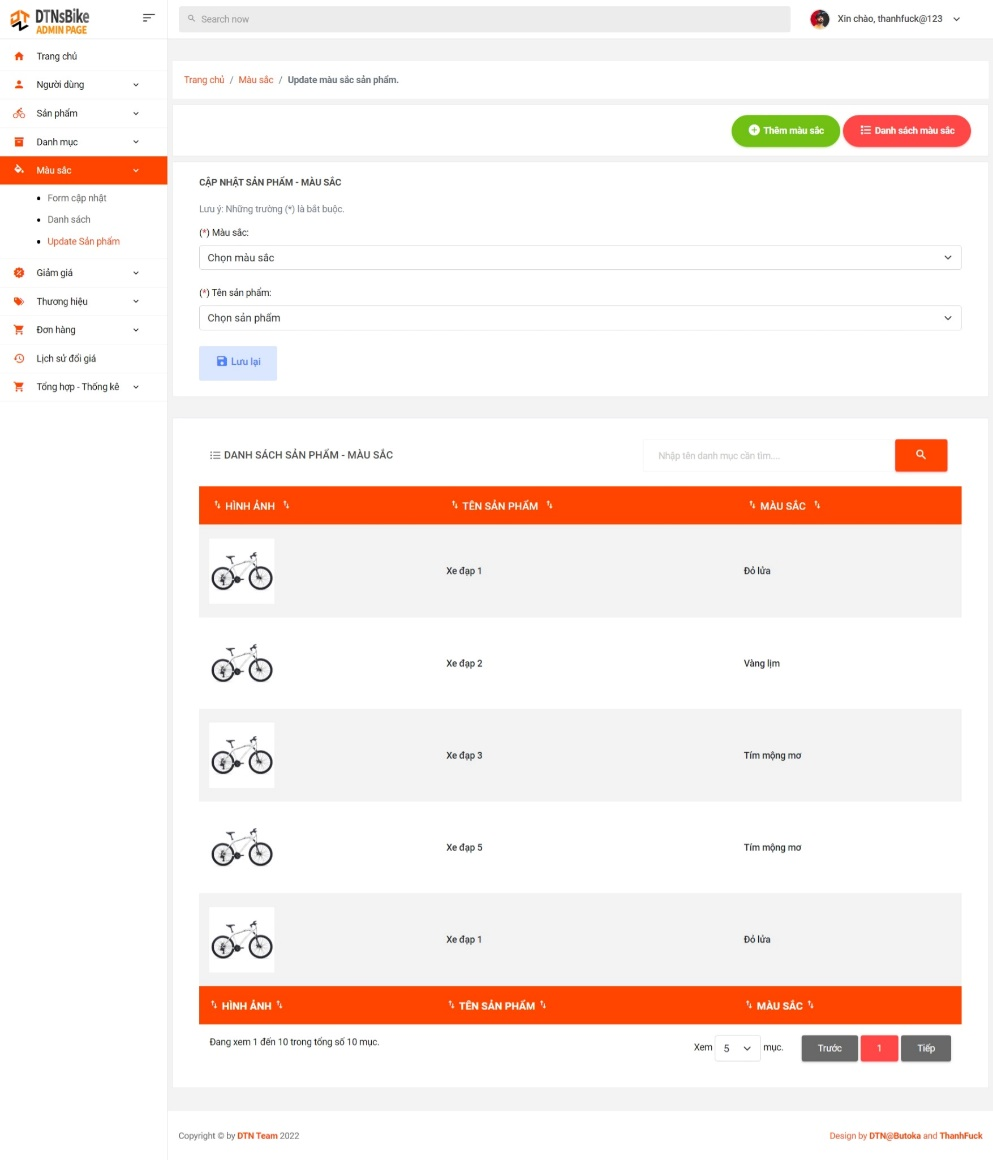 DTNsBike
ADMIN PAGE
Search now
Xin chào, thanhfuck@123
Trang chủ
Người dùng
Sản phẩm
Danh mục
Màu sắc
Form cập nhật
Danh sách
Update Sản phẩm
Giảm giá
Thương hiệu
Đơn hàng
Lịch sử đổi giá
Tổng hợp - Thống kê
Trang chủ / Màu sắc / Update màu sắc sản phẩm.
Thêm màu sắc
Danh sách màu sắc
CẬP NHẬT SẢN PHẨM - MÀU SẮC
Lưu ý: Những trường (*) là bắt buộc.
(*) Màu sắc:
Chọn màu sắc
(*) Tên sản phẩm:
Chọn sản phẩm
Lưu lại
DANH SÁCH SẢN PHẨM - MÀU SẮC
Nhập tên danh mục cần tìm....
HÌNH ẢNH TÊN SẢN PHẨM MÀU SẮC
Xe đạp 1 Đỏ lửa
Xe đạp 2 Vàng lịm
Xe đạp 3 Tím mộng mơ
Xe đạp 5 Tím mộng mơ
Xe đạp 1 Đỏ lửa
HÌNH ẢNH TÊN SẢN PHẨM MÀU SẮC
Đang xem 1 đến 10 trong tổng số 10 mục.
Xem 5 mục.
Trước 1 Tiếp
Copyright © by DTN Team 2022
Design by DTN@Butoka and ThanhFuck